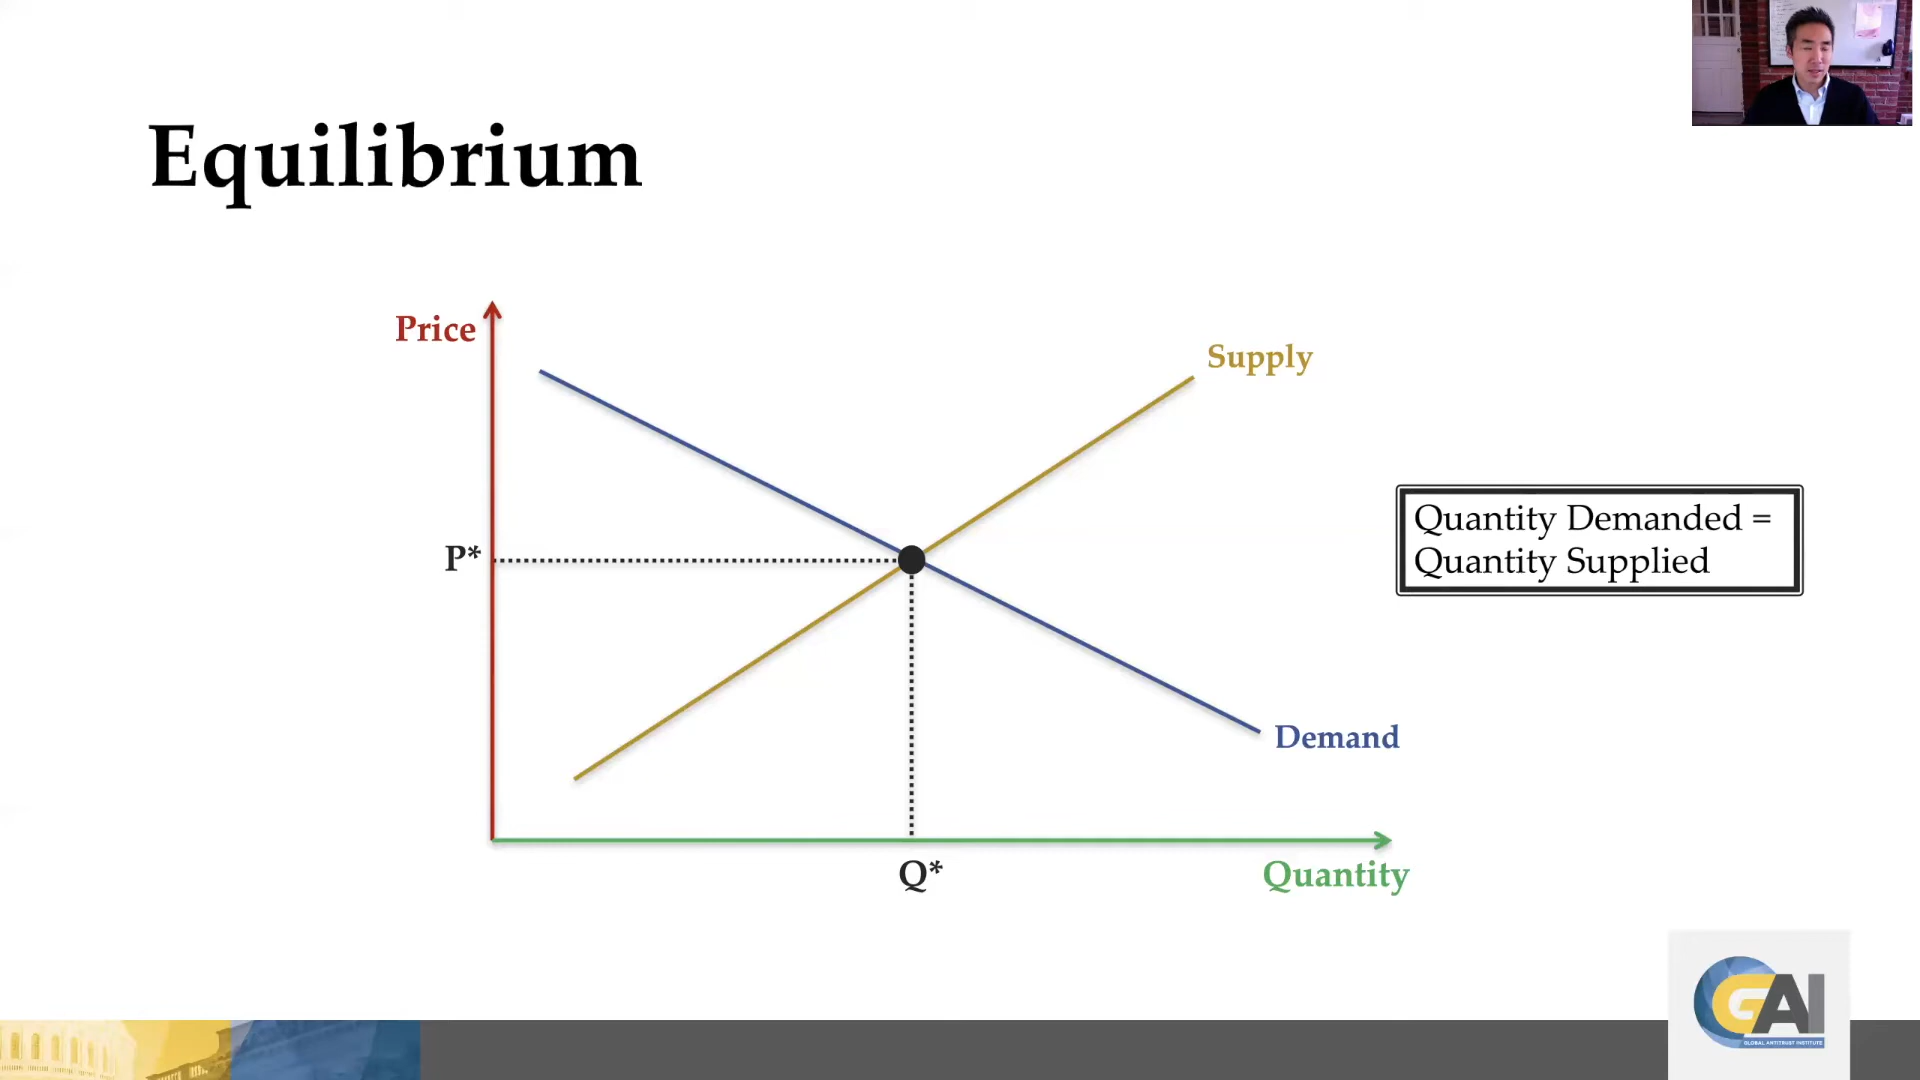 Equilibrium
Price
Supply
Quantity Demanded =
Quantity Supplied
P*
Demand
Q*
Quantity
GAI
GLOBAL ANTITRUST INSTITUTE